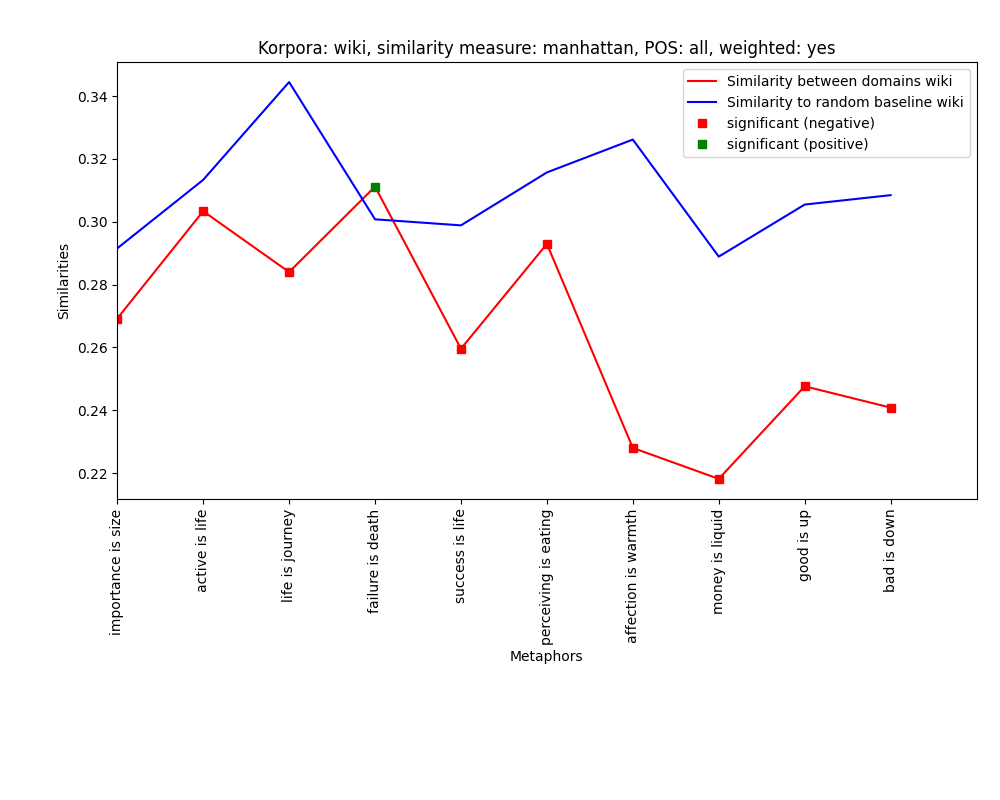 Korpora: wiki, similarity measure: manhattan, POS: all, weighted: yes
Similarity between domains wiki
Similarity to random baseline wiki
significant (negative)
significant (positive)
Similarities
0.34
0.32
0.30
0.28
0.26
0.24
0.22
importance is size
active is life
life is journey
failure is death
success is life
perceiving is eating
affection is warmth
money is liquid
good is up
bad is down
Metaphors